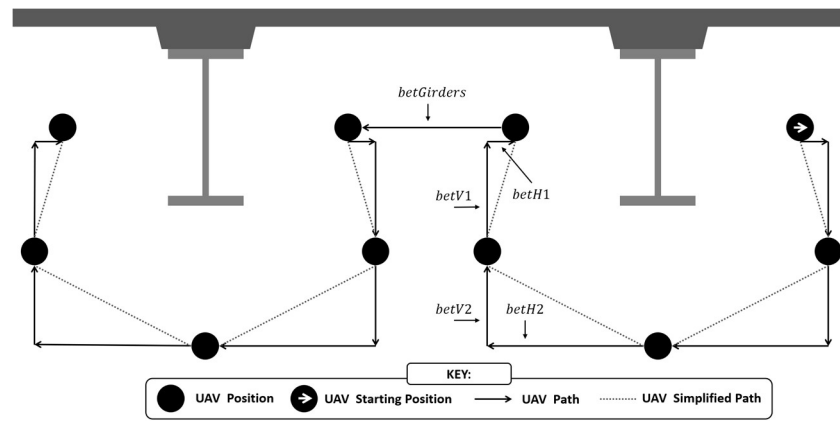 betGirders
betV1
betH1
betV2
betH2
KEY:
UAV Position
UAV Starting Position
UAV Path
UAV Simplified Path